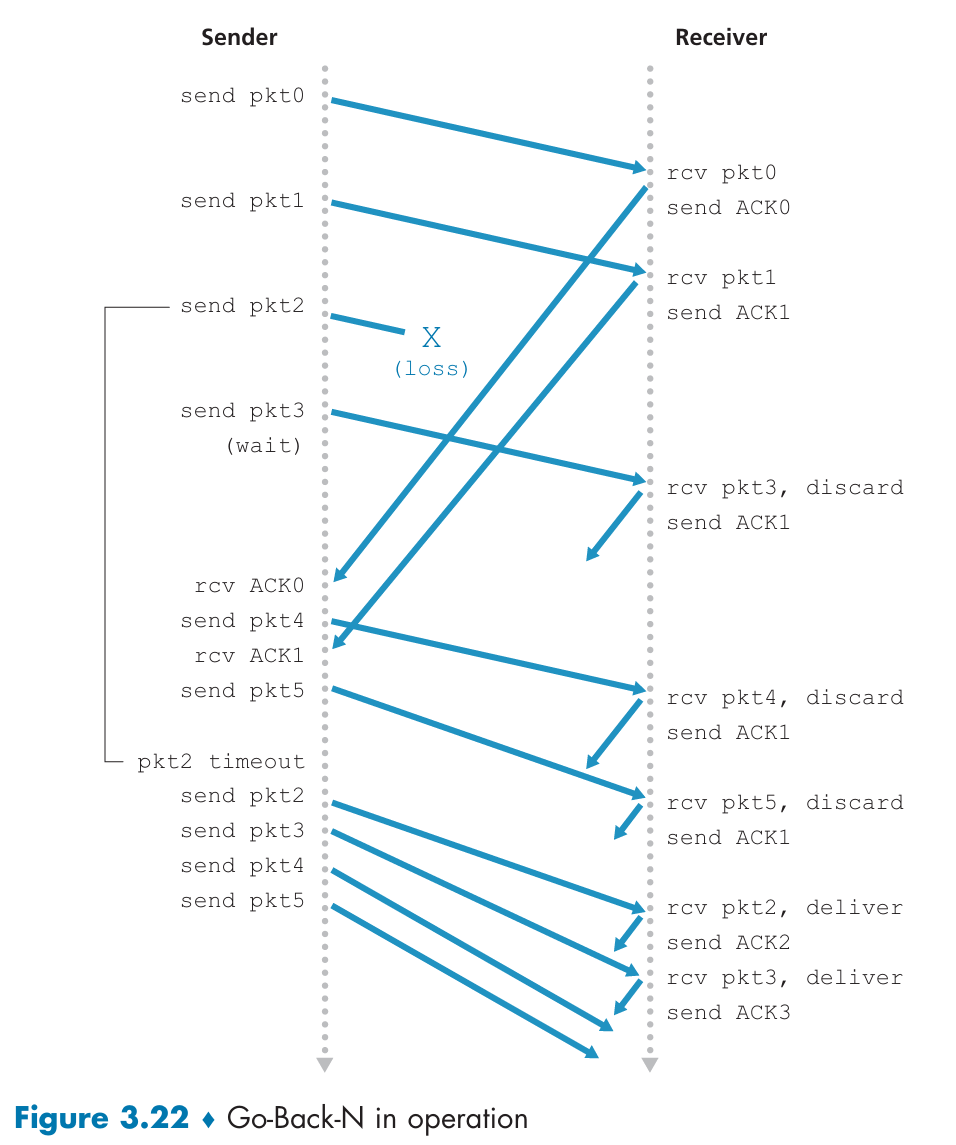 Sender
Receiver
send pkt0
rcv pkt0
send pkt1
send ACK0
rcv pkt1
send pkt2
send ACK1
X
(loss)
send pkt3
(wait)
rcv pkt3, discard
send ACK1
rcv ACK0
send pkt4
rcv ACK1
send pkt5
rcv pkt4, discard
send ACK1
pkt2 timeout
send pkt2
rcv pkt5, discard
send pkt3
send ACK1
send pkt4
send pkt5
rcv pkt2, deliver
send ACK2
rcv pkt3, deliver
send ACK3
Figure 3.22 ♦ Go-Back-N in operation